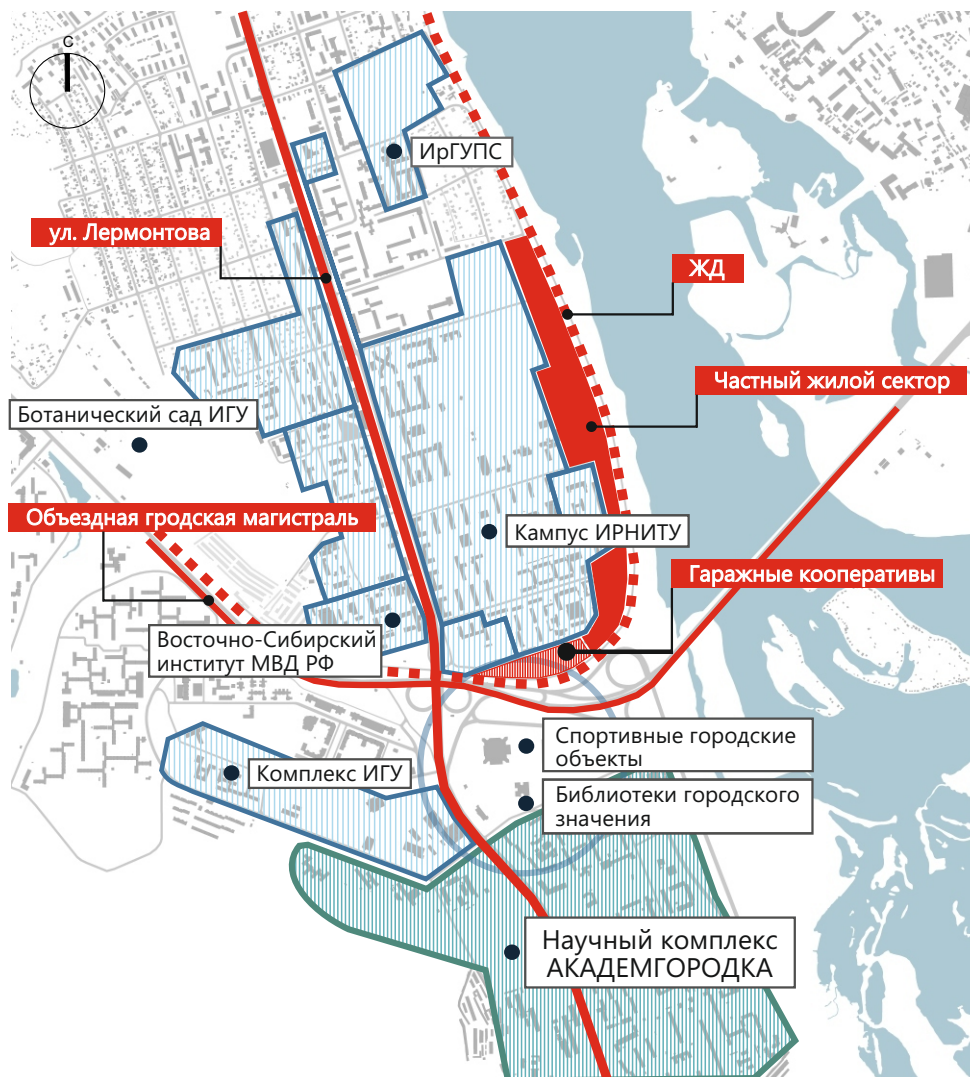 С
ИрГУПС
ул. Лермонтова
ЖД
Частный жилой сектор
Ботанический сад ИГУ
Объездная гродская магистраль
Кампус ИРНИТУ
Гаражные кооперативы
Восточно-Сибирский
институт МВД РФ
Спортивные городские
объекты
Комплекс ИГУ
Библиотеки городского
значения
Научный комплекс
АКАДЕМГОРОДКА